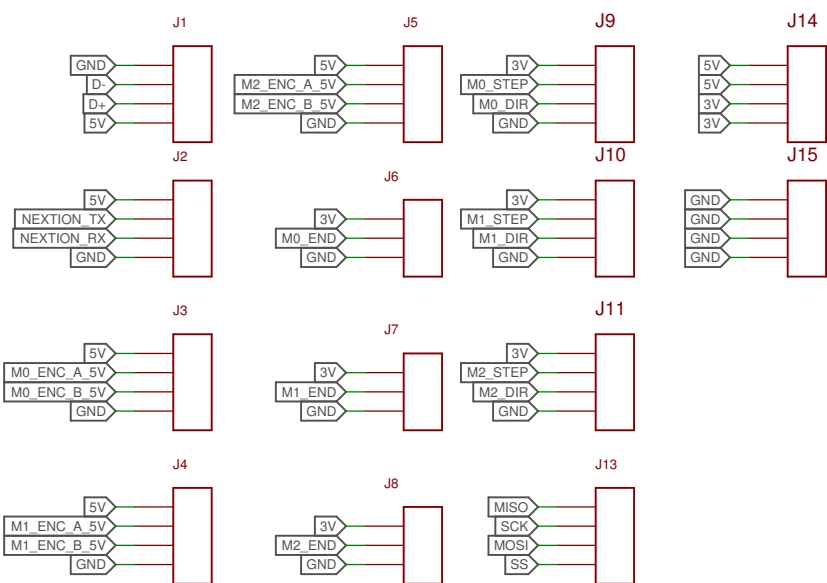 J1
GND
D-
D+
5V
J2
5V
NEXTION_TX
NEXTION_RX
GND
J3
5V
M0_ENC_A_5V
M0_ENC_B_5V
GND
J4
5V
M1_ENC_A_5V
M1_ENC_B_5V
GND
J5
5V
M2_ENC_A_5V
M2_ENC_B_5V
GND
J6
3V
M0_END
GND
J7
3V
M1_END
GND
J8
3V
M2_END
GND
J9
3V
M0_STEP
M0_DIR
GND
J10
3V
M1_STEP
M1_DIR
GND
J11
3V
M2_STEP
M2_DIR
GND
J13
MISO
SCK
MOSI
SS
J14
5V
5V
3V
3V
J15
GND
GND
GND
GND